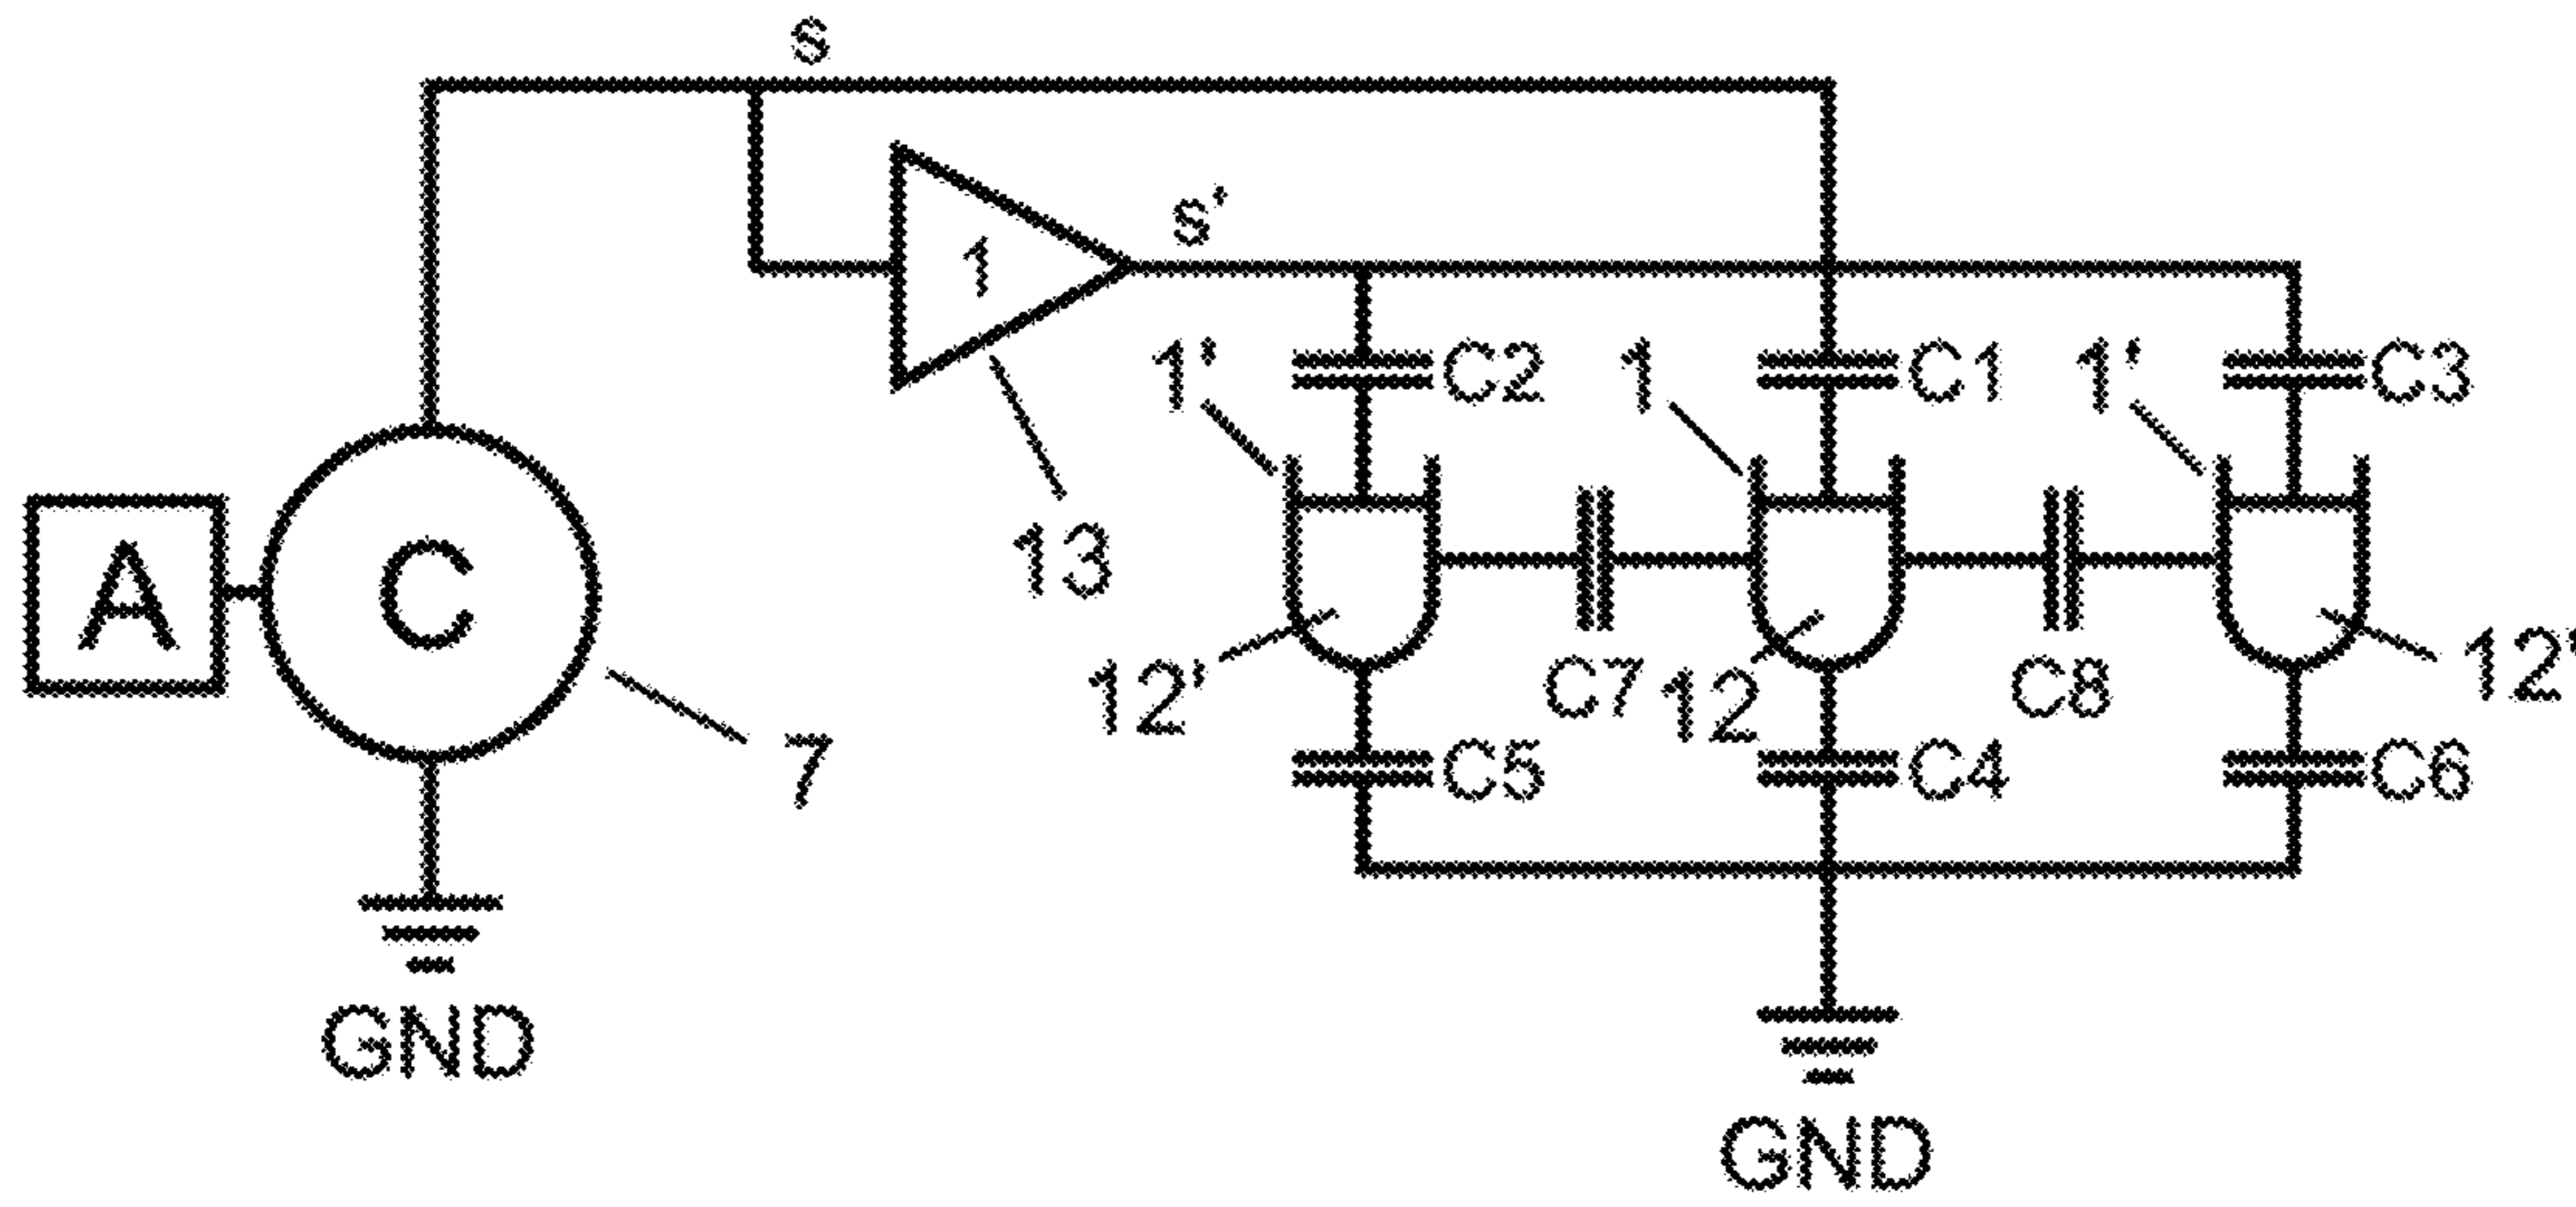 s
s'
1
1' C2 1 C1 1' C3
A C 13
12' C7 12 C8 12'
7 C5 C4 C6
GND
GND